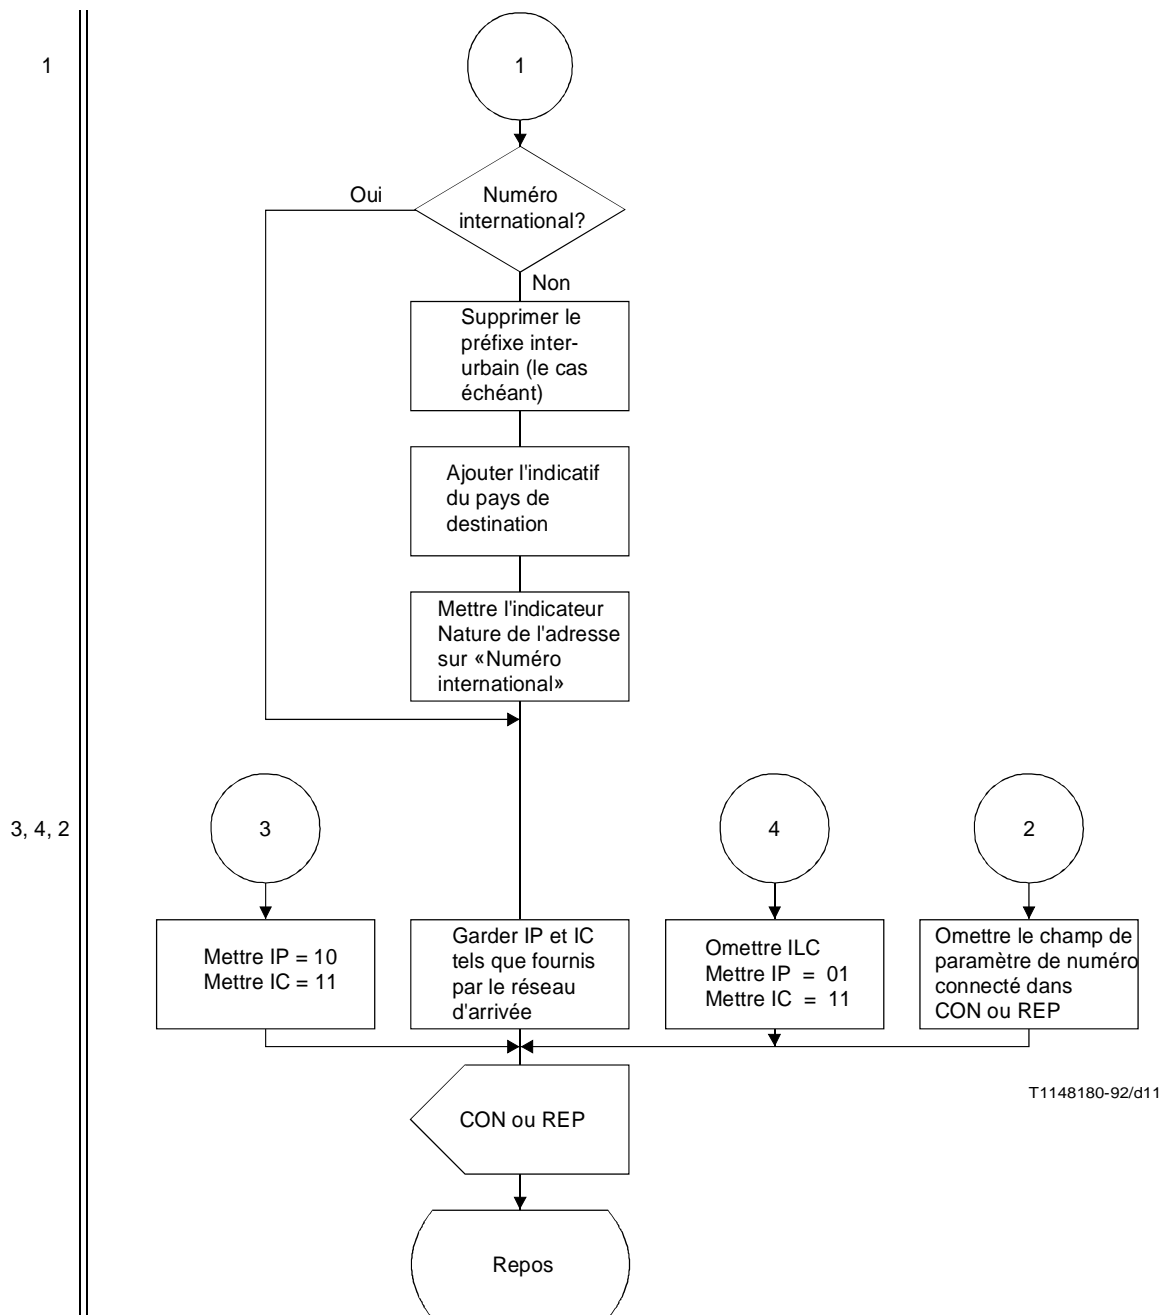 1
1
Oui
Numéro
international?
Non
Supprimer le
préfixe inter-
urbain (le cas
échéant)
Ajouter l'indicatif
du pays de
destination
Mettre l'indicateur
Nature de l'adresse
sur «Numéro
international»
3, 4, 2
3
4
2
Mettre IP = 10
Mettre IC = 11
Garder IP et IC
tels que fournis
par le réseau
d'arrivée
Omettre ILC
Mettre IP = 01
Mettre IC = 11
Omettre le champ de
paramètre de numéro
connecté dans
CON ou REP
T1148180-92/d11
CON ou REP
Repos